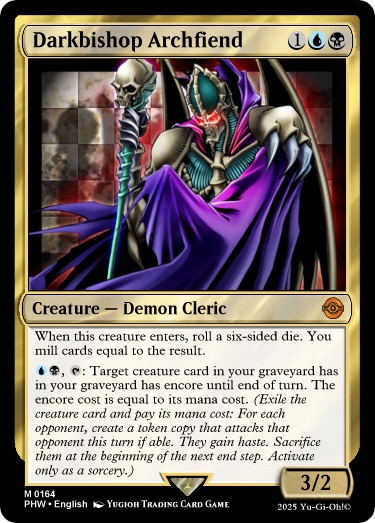 Darkbishop Archfiend 1
Creature — Demon Cleric
When this creature enters, roll a six-sided die. You
mill cards equal to the result.
, : Target creature card in your graveyard has
in your graveyard has encore until end of turn. The
encore cost is equal to its mana cost. (Exile the
creature card and pay its mana cost: For each
opponent, create a token copy that attacks that
opponent this turn if able. They gain haste. Sacrifice
them at the beginning of the next end step. Activate
only as a sorcery.)
3/2
M 0164
PHW • English Yugioh Trading Card Game
2025 Yu-Gi-Oh!©